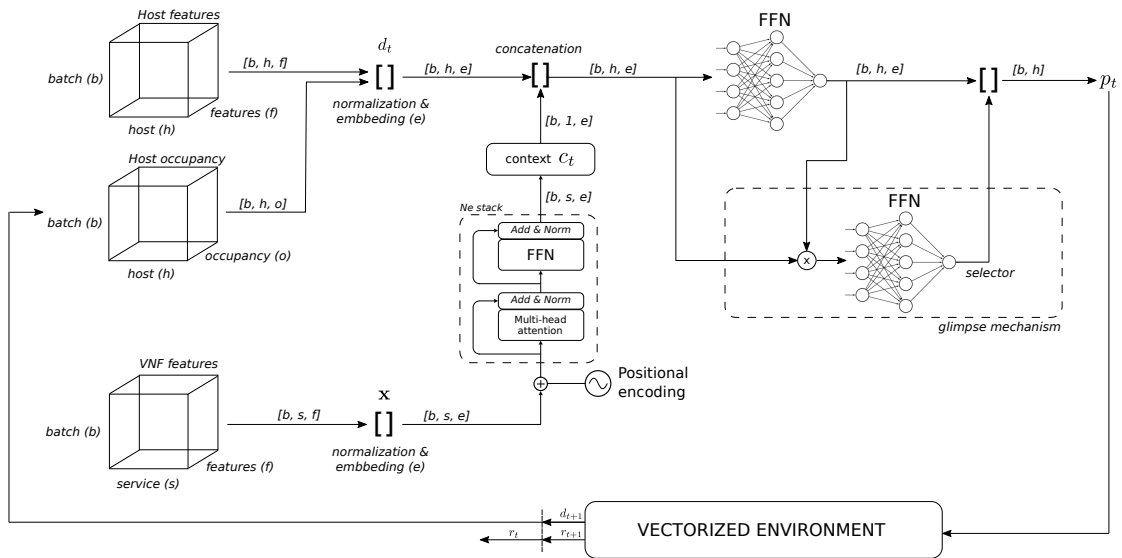 Host features
batch (b)
host (h)
features (f)
[b, h, f]
Host occupancy
batch (b)
host (h)
occupancy (o)
[b, h, o]
d_t
[ ]
normalization &
embbeding (e)
[b, h, e]
concatenation
[ ]
[b, h, e]
[b, 1, e]
context c_t
[b, s, e]
Ne stack
Add & Norm
FFN
Add & Norm
Multi-head
attention
+
Positional
encoding
VNF features
batch (b)
service (s)
features (f)
[b, s, f]
x
[ ]
normalization &
embbeding (e)
[b, s, e]
FFN
[b, h, e]
[ ]
[b, h]
p_t
FFN
x
selector
glimpse mechanism
d_{t+1}
r_t
r_{t+1}
VECTORIZED ENVIRONMENT